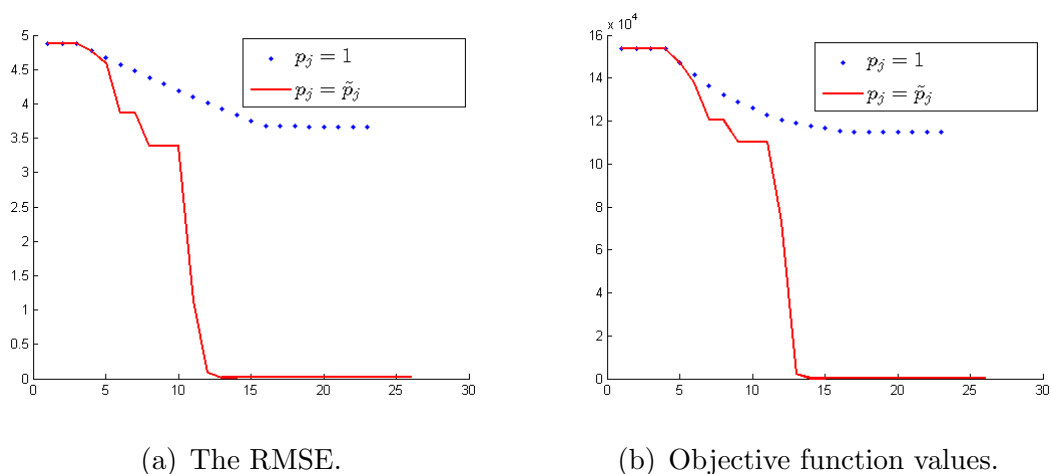 5
4.5
4
3.5
3
2.5
2
1.5
1
0.5
0
0 5 10 15 20 25 30
p_j = 1
p_j = p̃_j
x 10^4
16
14
12
10
8
6
4
2
0
0 5 10 15 20 25 30
p_j = 1
p_j = p̃_j
(a) The RMSE.
(b) Objective function values.